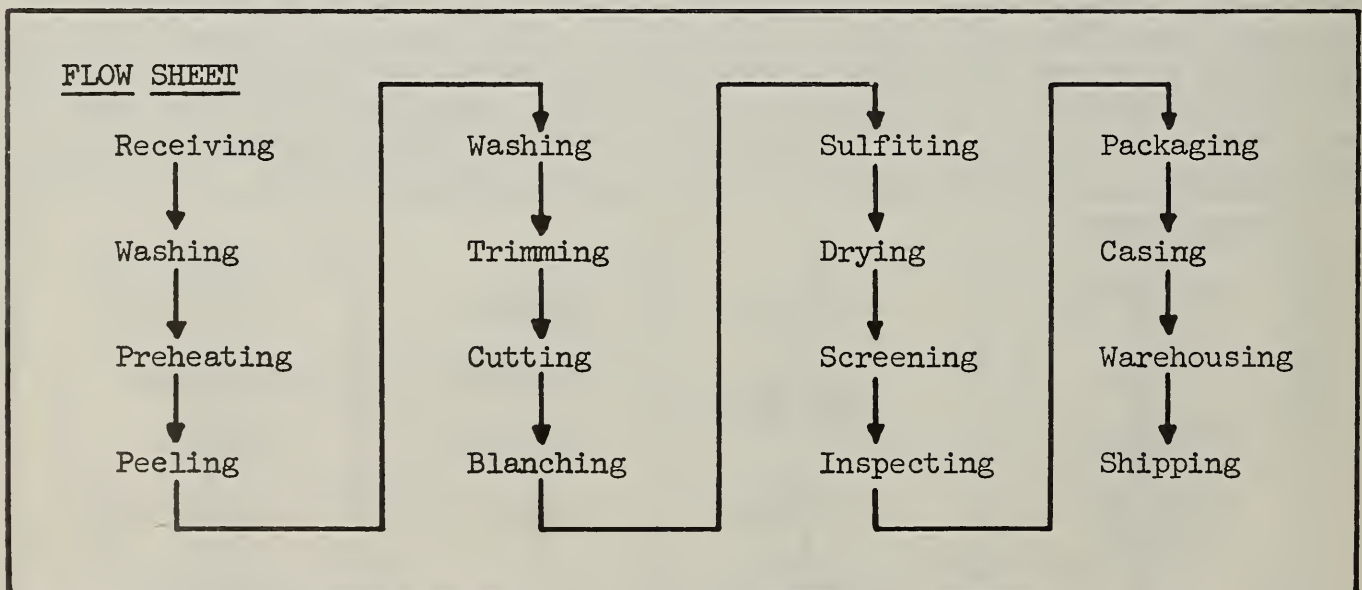 FLOW SHEET
Receiving
Washing
Preheating
Peeling
Washing
Trimming
Cutting
Blanching
Sulfiting
Drying
Screening
Inspecting
Packaging
Casing
Warehousing
Shipping